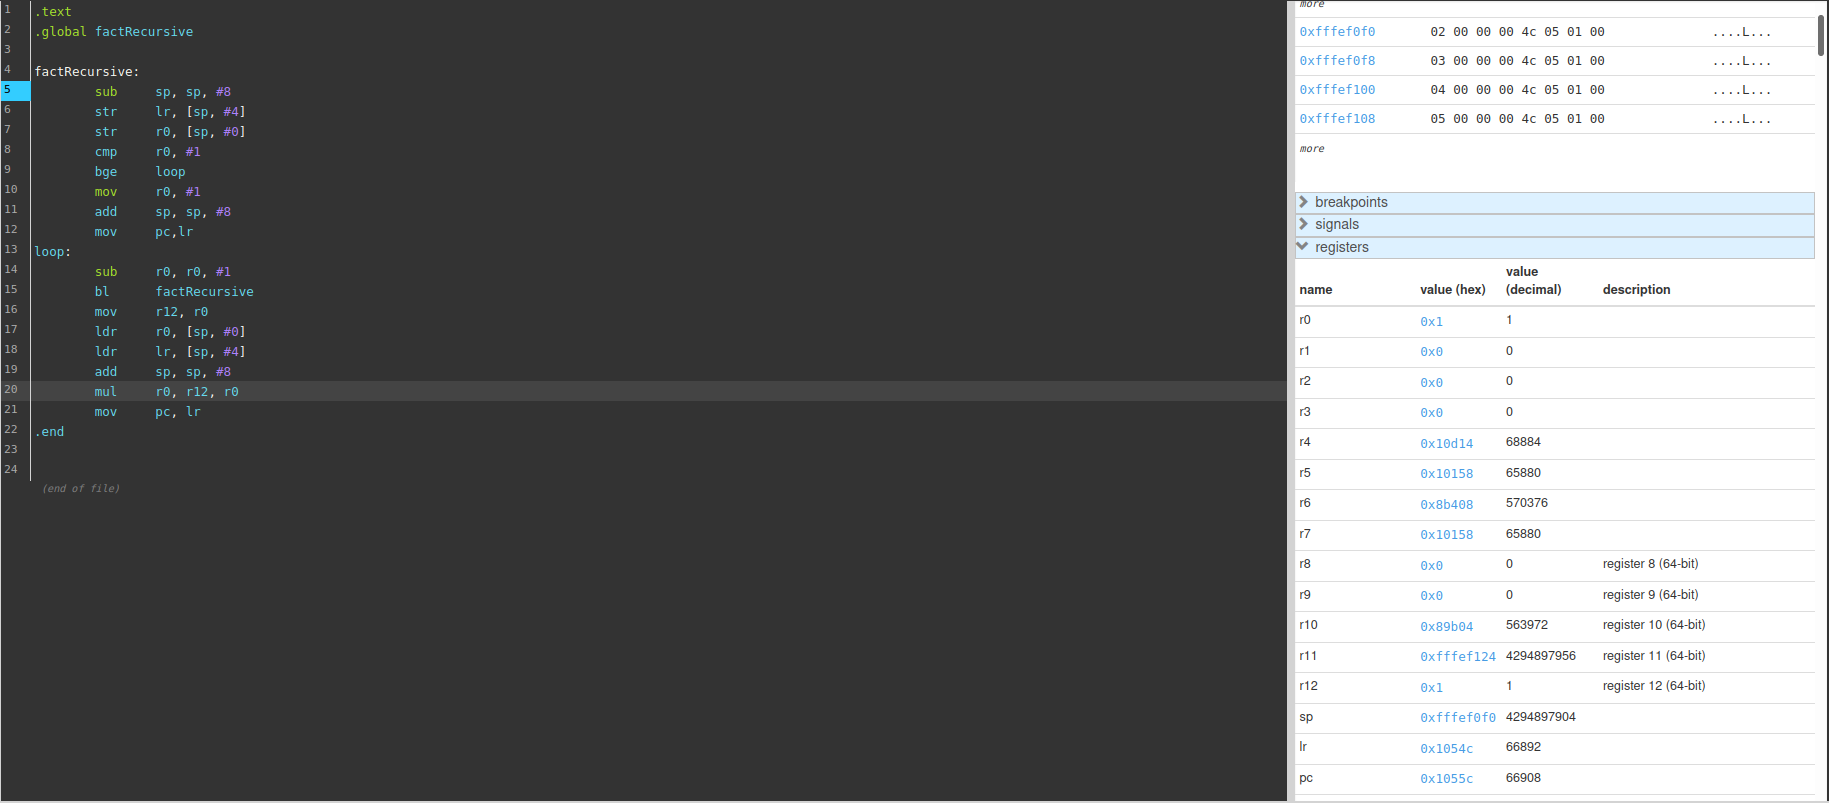 1 .text
2 .global factRecursive
3
4 factRecursive:
5 sub sp, sp, #8
6 str lr, [sp, #4]
7 str r0, [sp, #0]
8 cmp r0, #1
9 bge loop
10 mov r0, #1
11 add sp, sp, #8
12 mov pc,lr
13 loop:
14 sub r0, r0, #1
15 bl factRecursive
16 mov r12, r0
17 ldr r0, [sp, #0]
18 ldr lr, [sp, #4]
19 add sp, sp, #8
20 mul r0, r12, r0
21 mov pc, lr
22 .end
23
24
(end of file)
more
0xfffef0f0 02 00 00 00 4c 05 01 00 ....L...
0xfffef0f8 03 00 00 00 4c 05 01 00 ....L...
0xfffef100 04 00 00 00 4c 05 01 00 ....L...
0xfffef108 05 00 00 00 4c 05 01 00 ....L...
more
breakpoints
signals
registers
name value (hex) value (decimal) description
r0 0x1 1
r1 0x0 0
r2 0x0 0
r3 0x0 0
r4 0x10d14 68884
r5 0x10158 65880
r6 0x8b408 570376
r7 0x10158 65880
r8 0x0 0 register 8 (64-bit)
r9 0x0 0 register 9 (64-bit)
r10 0x89b04 563972 register 10 (64-bit)
r11 0xfffef124 4294897956 register 11 (64-bit)
r12 0x1 1 register 12 (64-bit)
sp 0xfffef0f0 4294897904
lr 0x1054c 66892
pc 0x1055c 66908